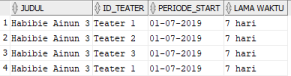 JUDUL ID_TEATER PERIODE_START LAMA WAKTU
1 Habibie Ainun 3 Teater 1 01-07-2019 7 hari
2 Habibie Ainun 3 Teater 2 01-07-2019 7 hari
3 Habibie Ainun 3 Teater 3 01-07-2019 7 hari
4 Habibie Ainun 3 Teater 1 01-07-2019 7 hari